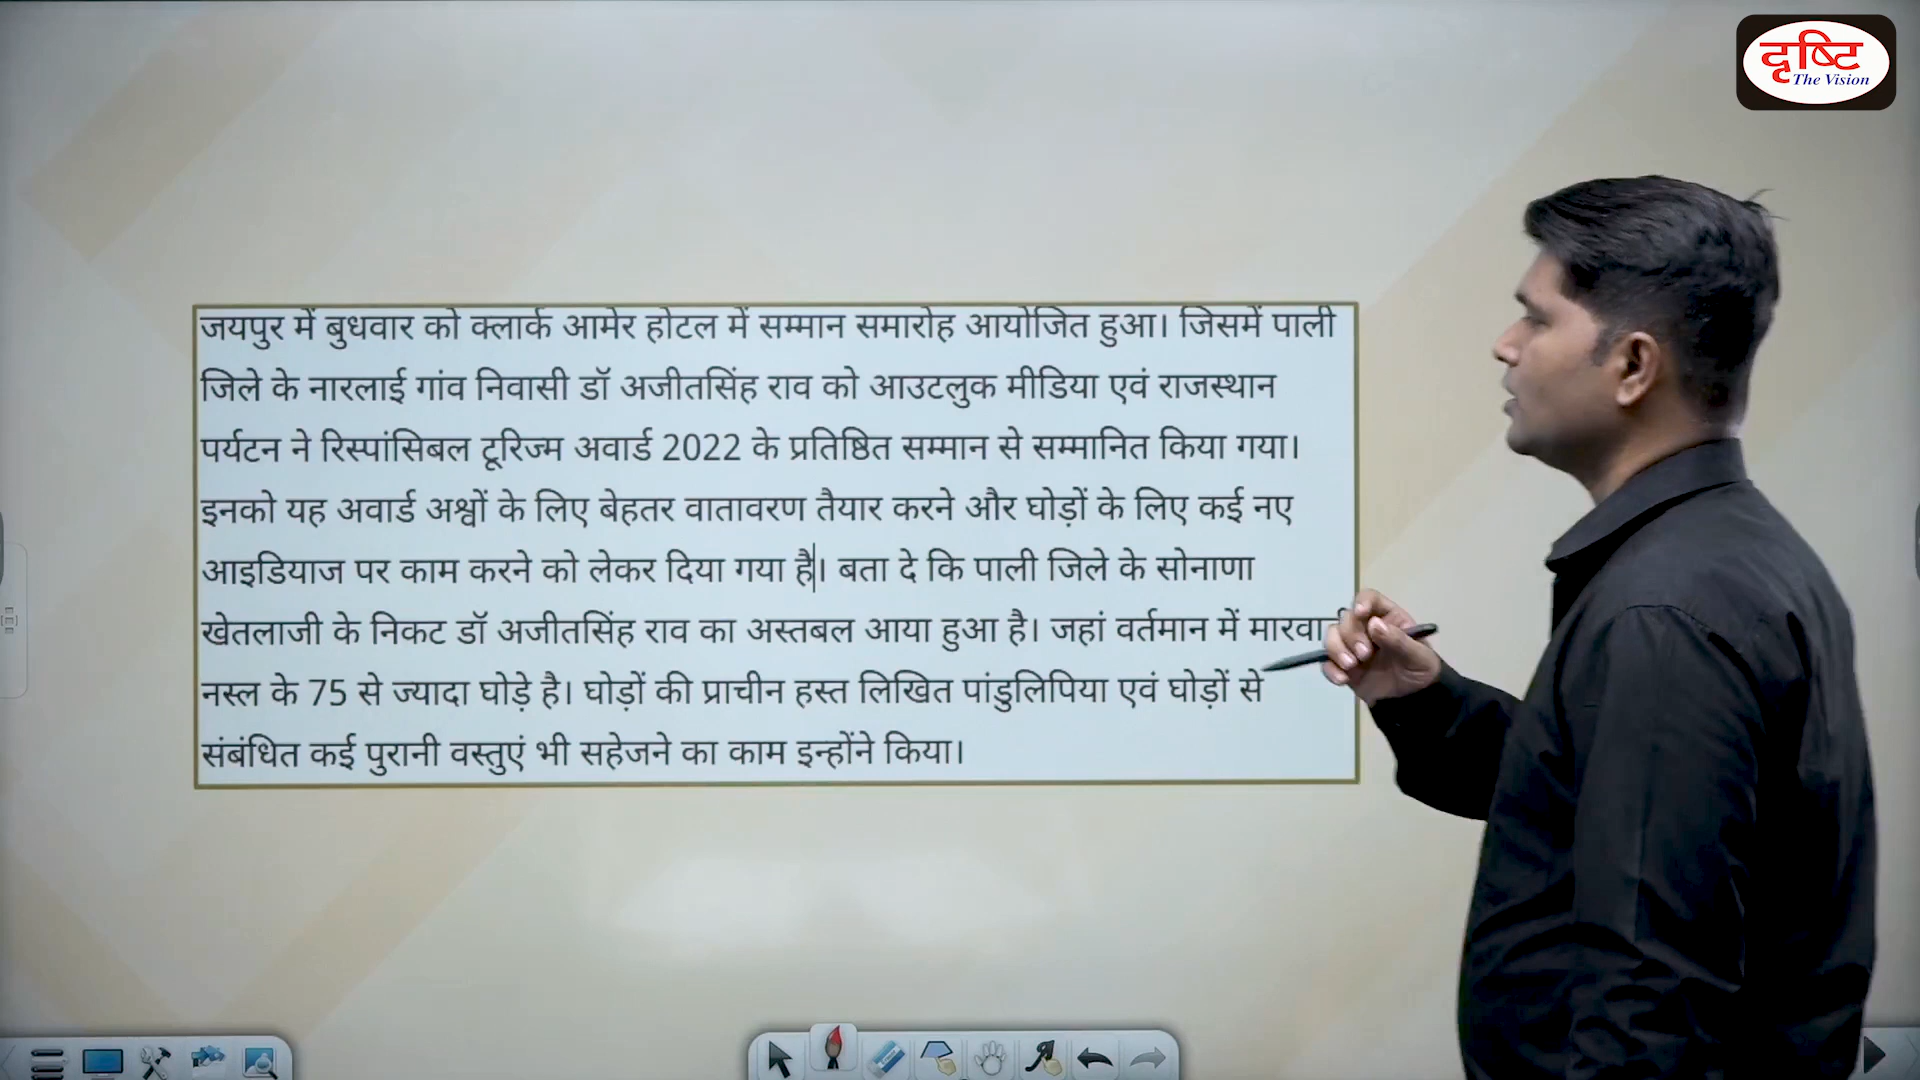 दृष्टि
The Vision
जयपुर में बुधवार को क्लार्क आमेर होटल में सम्मान समारोह आयोजित हुआ। जिसमें पाली
जिले के नारलाई गांव निवासी डॉ अजीतसिंह राव को आउटलुक मीडिया एवं राजस्थान
पर्यटन ने रिस्पांसिबल टूरिज्म अवार्ड 2022 के प्रतिष्ठित सम्मान से सम्मानित किया गया।
इनको यह अवार्ड अश्वों के लिए बेहतर वातावरण तैयार करने और घोड़ों के लिए कई नए
आइडियाज पर काम करने को लेकर दिया गया है। बता दे कि पाली जिले के सोनाणा
खेतलाजी के निकट डॉ अजीतसिंह राव का अस्तबल आया हुआ है। जहां वर्तमान में
नस्ल के 75 से ज्यादा घोड़े है। घोड़ों की प्राचीन हस्त लिखित पांडुलिपिया एवं घोड़ों से
संबंधित कई पुरानी वस्तुएं भी सहेजने का काम इन्होंने किया।